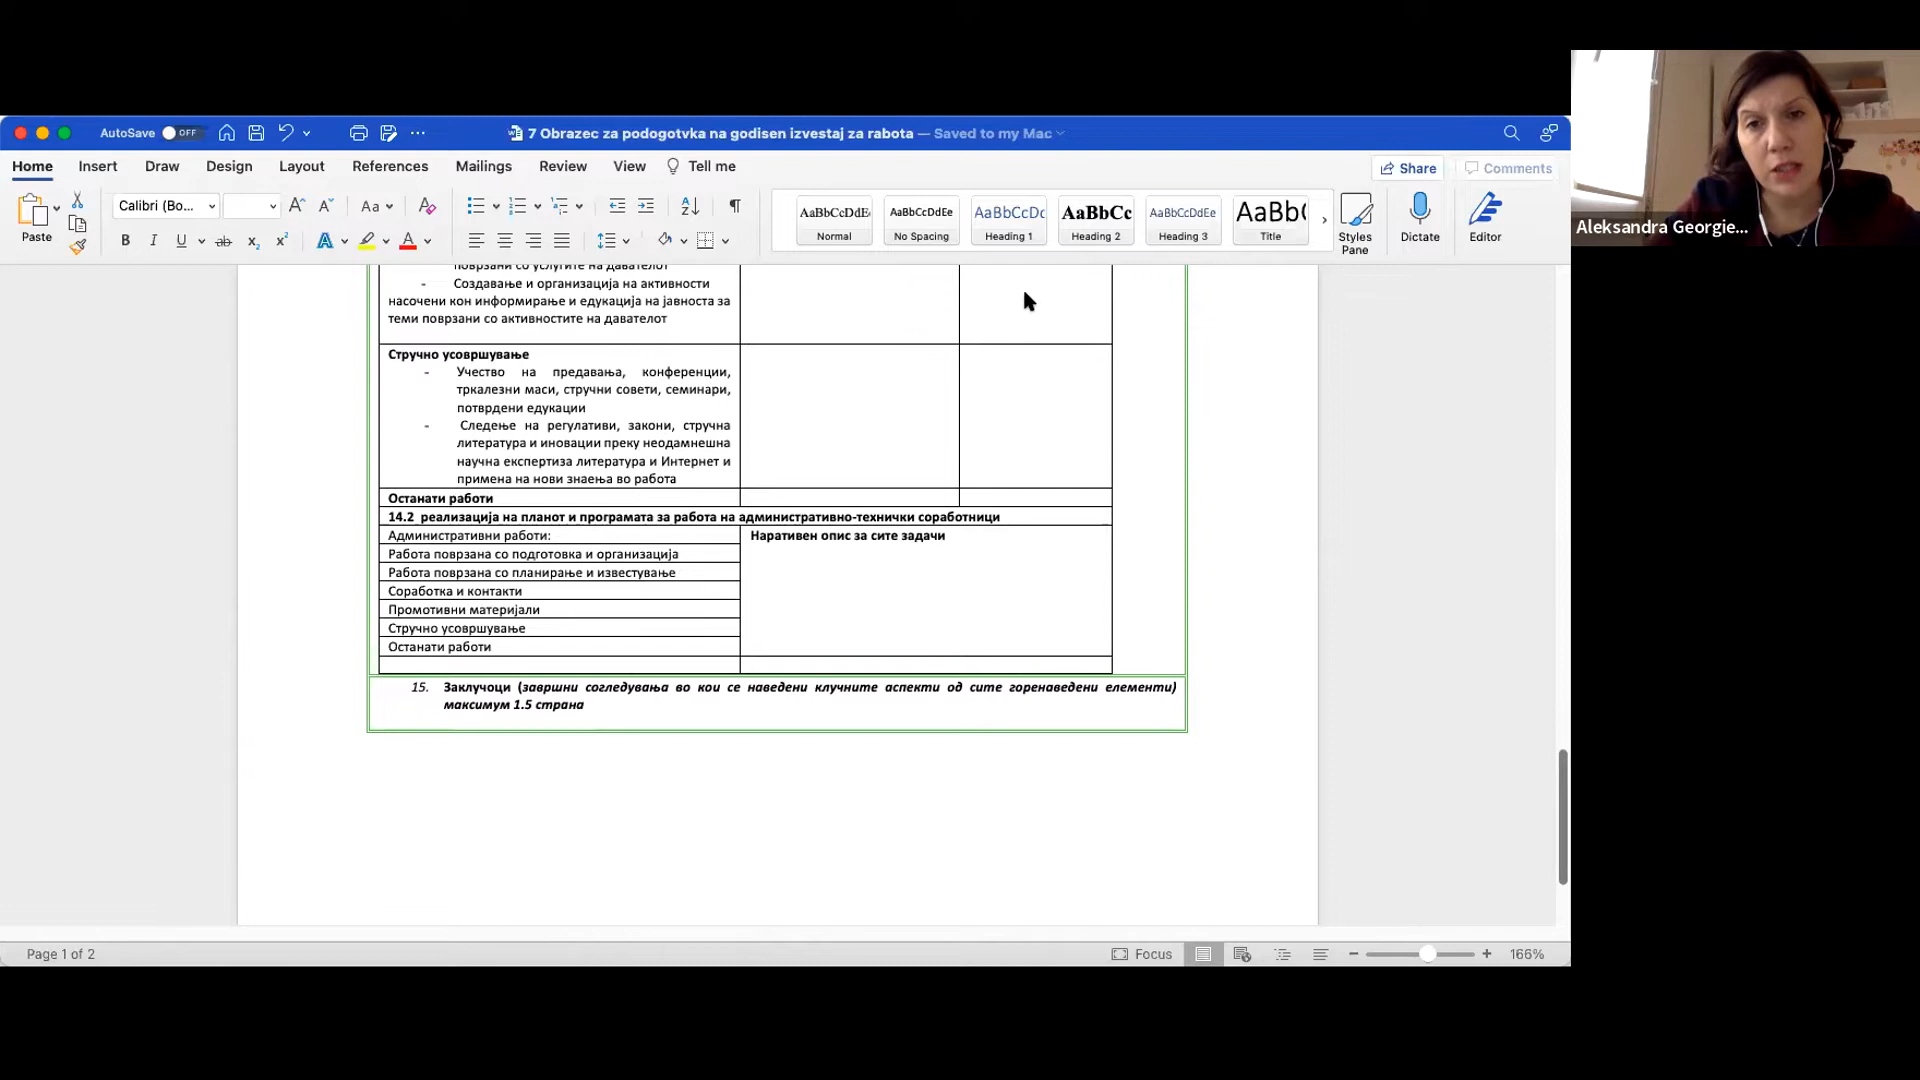 AutoSave OFF
7 Obrazec za podogotvka na godisen izvestaj za rabota — Saved to my Mac
Home Insert Draw Design Layout References Mailings Review View Tell me
Share Comments
Paste
Calibri (Bo...
Aa
AaBbCcDdE AaBbCcDdEe AaBbCcDc AaBbCc AaBbCcDdEe AaBb(
Normal No Spacing Heading 1 Heading 2 Heading 3 Title
Styles Pane
Dictate
Editor
Aleksandra Georgie...
поврзани со услугите на давателот
- Создавање и организација на активности
насочени кон информирање и едукација на јавноста за
теми поврзани со активностите на давателот
Стручно усовршување
- Учество на предавања, конференции,
тркалезни маси, стручни совети, семинари,
потврдени едукации
- Следење на регулативи, закони, стручна
литература и иновации преку неодамнешна
научна експертиза литература и Интернет и
примена на нови знаења во работа
Останати работи
14.2 реализација на планот и програмата за работа на административно-технички соработници
Административни работи:
Наративен опис за сите задачи
Работа поврзана со подготовка и организација
Работа поврзана со планирање и известување
Соработка и контакти
Промотивни материјали
Стручно усовршување
Останати работи
15. Заклучоци (завршни согледувања во кои се наведени клучните аспекти од сите горенаведени елементи)
максимум 1.5 страна
Page 1 of 2
Focus
166%